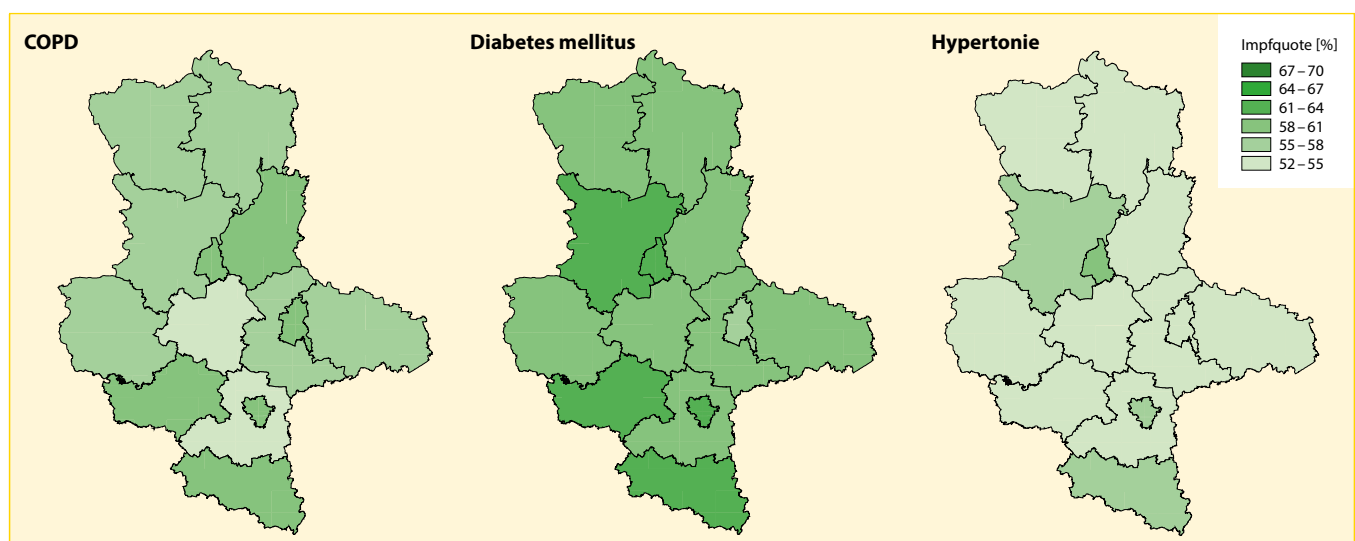 COPD
Diabetes mellitus
Hypertonie
Impfquote [%]
67–70
64–67
61–64
58–61
55–58
52–55